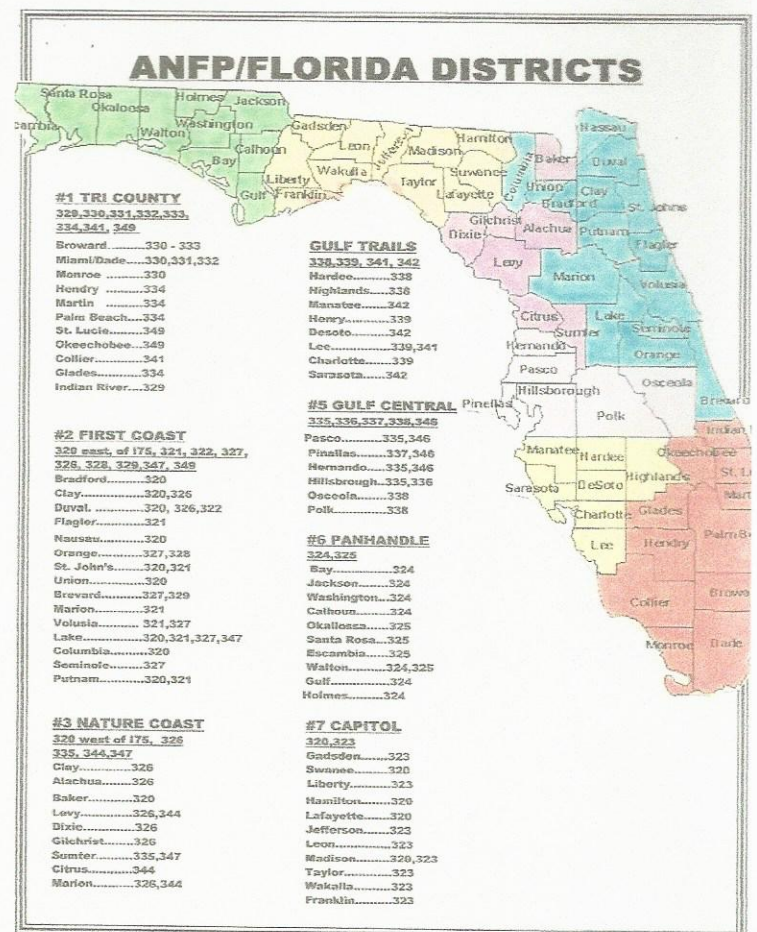 ANFP/FLORIDA DISTRICTS
Santa Rosa
Okaloosa
Holmes
Jackson
cambia
Walton
Washington
Bay
Calhoun
Gulf
Gadsden
Liberty
Franklin
Leon
Wakulla
Jefferson
Madison
Taylor
Hamilton
Suwannee
Lafayette
Columbia
Baker
Nassau
Duval
Union
Clay
Bradford
St. Johns
Gilchrist
Dixie
Alachua
Putnam
Flagler
Levy
Marion
Volusia
Citrus
Sumter
Lake
Seminole
Hernando
Orange
Pasco
Osceola
Hillsborough
Pinellas
Polk
Brevard
Indian
Manatee
Hardee
Okeechobee
Highlands
St. L
Sarasota
DeSoto
Mart
Charlotte
Glades
Lee
Hendry
Palm B
Collier
Browa
Monroe
Dade
#1 TRI COUNTY
329,330,331,332,333,
334,341, 349
Broward..........330 - 333
Miami/Dade.....330,331,332
Monroe .........330
Hendry .........334
Martin .........334
Palm Beach....334
St. Lucie........349
Okeechobee...349
Collier...........341
Glades...........334
Indian River....329
#2 FIRST COAST
320 east, of I75, 321, 322, 327,
326, 328, 329,347, 349
Bradford.........320
Clay...............320,326
Duval. ............320, 326,322
Flagler............321
Nausau...........320
Orange............327,328
St. John's........320,321
Union.............320
Brevard...........327,329
Marion............321
Volusia .......... 321,327
Lake...............320,321,327,347
Columbia.........320
Seminole.........327
Putnam...........320,321
#3 NATURE COAST
320 west of I75, 326
335, 344,347
Clay...............326
Alachua..........326
Baker.............320
Levy...............326,344
Dixie...............326
Gilchrist..........326
Sumter............335,347
Citrus.............344
Marion............326,344
GULF TRAILS
338,339, 341, 342
Hardee.........338
Highlands.....338
Manatee.......342
Henry...........339
Desoto.........342
Lee..............339,341
Charlotte......339
Sarasota......342
#5 GULF CENTRAL
335,336,337,338,346
Pasco..........335,346
Pinallas........337,346
Hernando......335,346
Hillsbrough...335,336
Osceola........338
Polk.............338
#6 PANHANDLE
324,325
Bay..............324
Jackson........324
Washington...324
Calhoun........324
Okallossa......325
Santa Rosa...325
Escambia......325
Walton..........324,325
Gulf..............324
Holmes.........324
#7 CAPITOL
320,323
Gadsden.......323
Swanee.........320
Liberty..........323
Hamilton........320
Lafayette.......320
Jefferson.......323
Leon.............323
Madison........320,323
Taylor...........323
Wakalla.........323
Franklin.........323